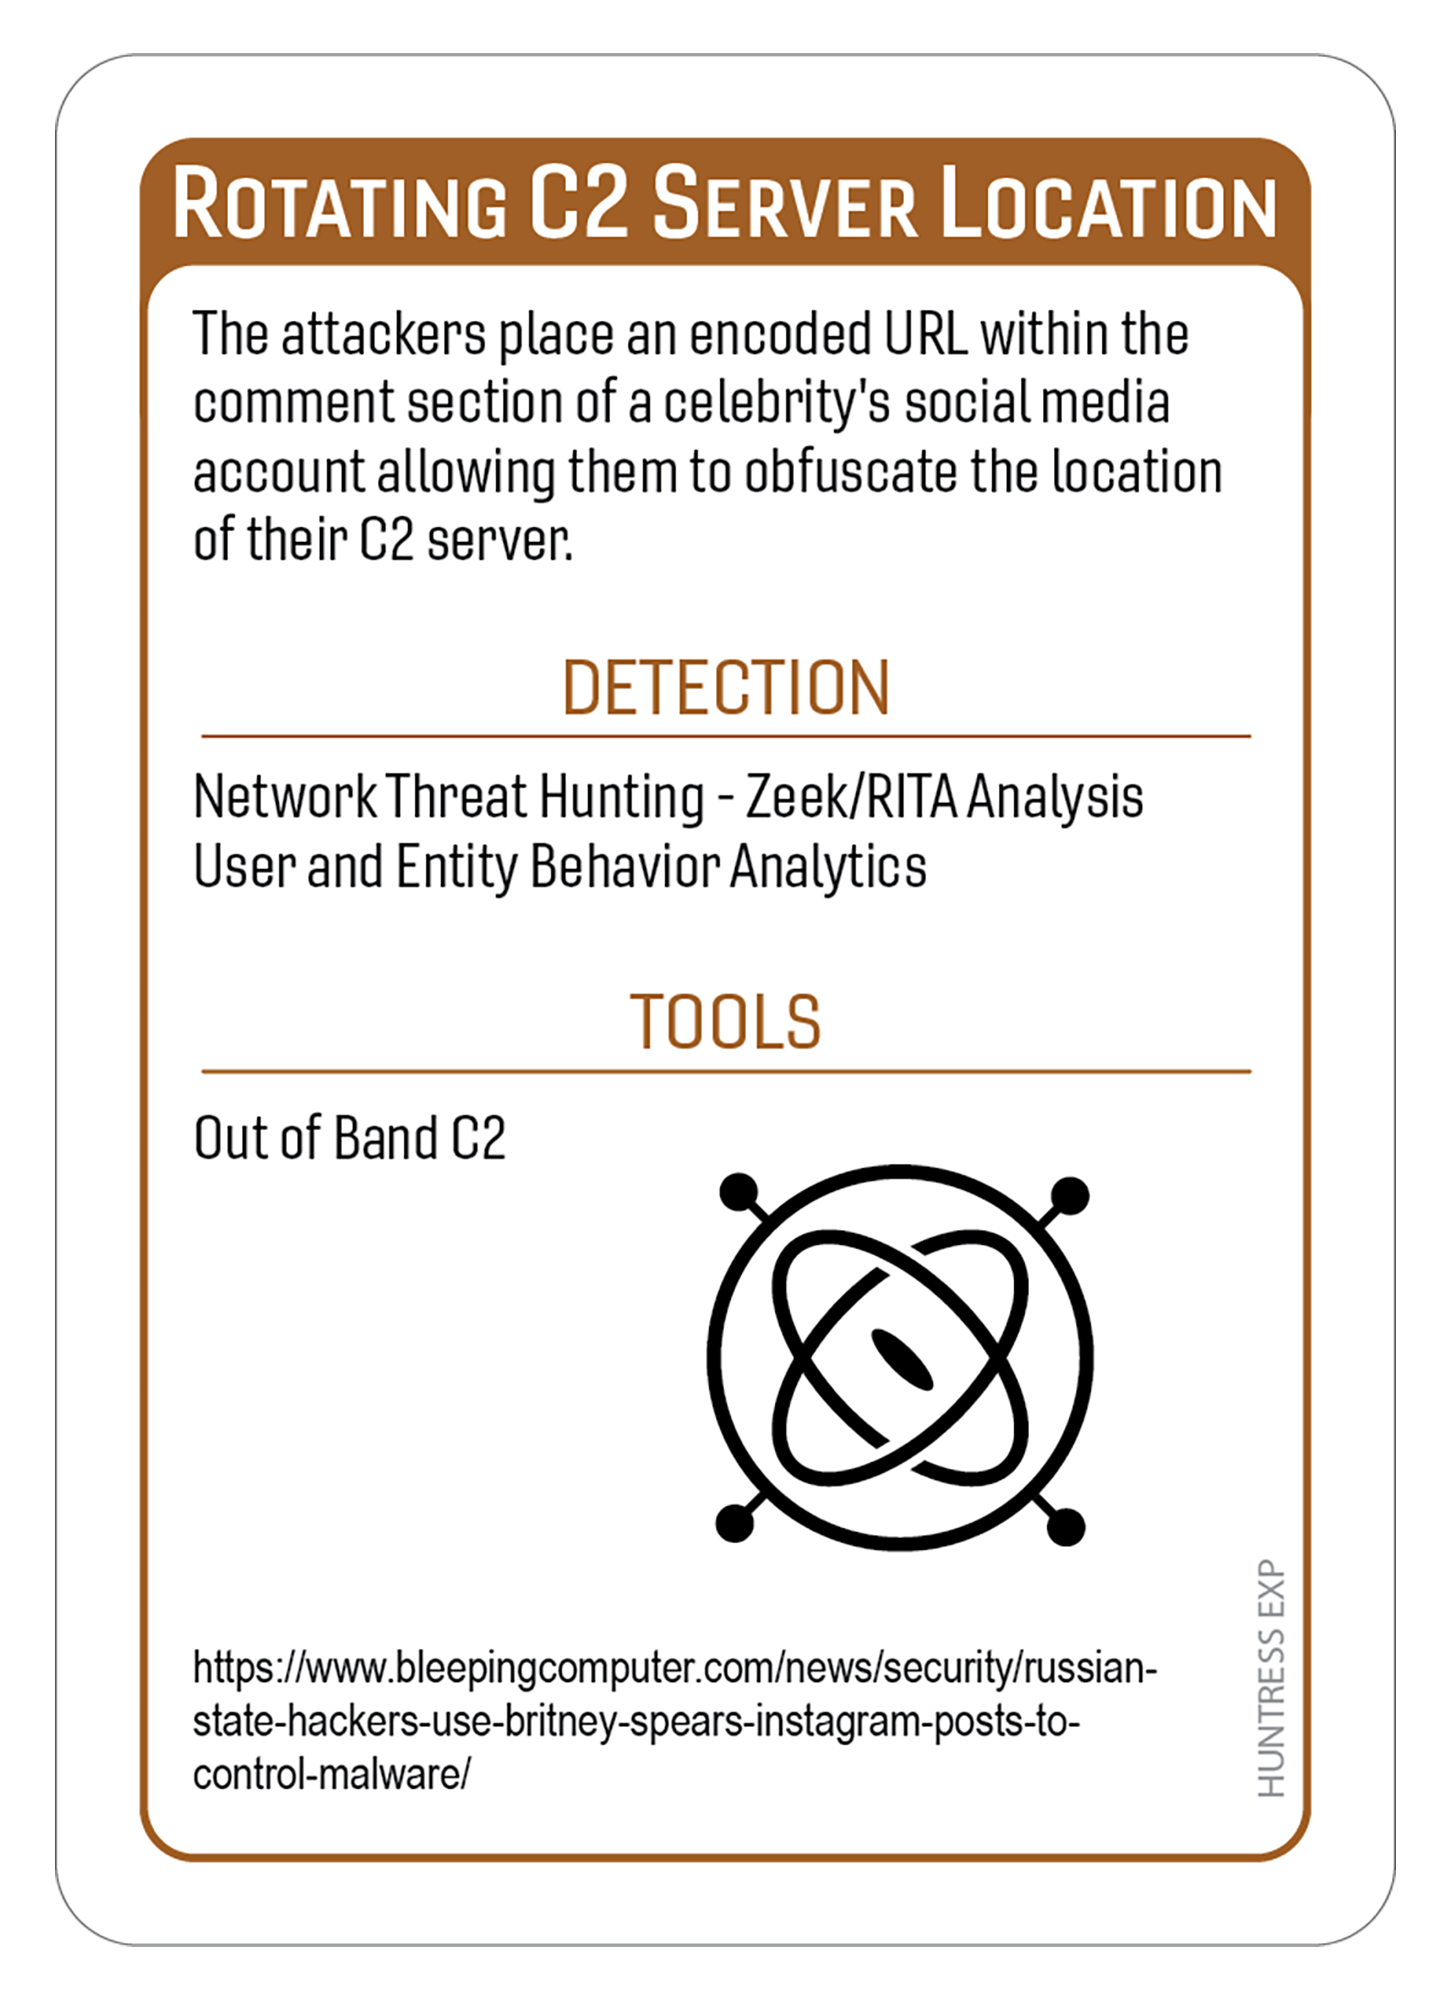 ROTATING C2 SERVER LOCATION
The attackers place an encoded URL within the
comment section of a celebrity's social media
account allowing them to obfuscate the location
of their C2 server.
DETECTION
Network Threat Hunting - Zeek/RITA Analysis
User and Entity Behavior Analytics
TOOLS
Out of Band C2
https://www.bleepingcomputer.com/news/security/russian-
state-hackers-use-britney-spears-instagram-posts-to-
control-malware/
HUNTRESS EXP